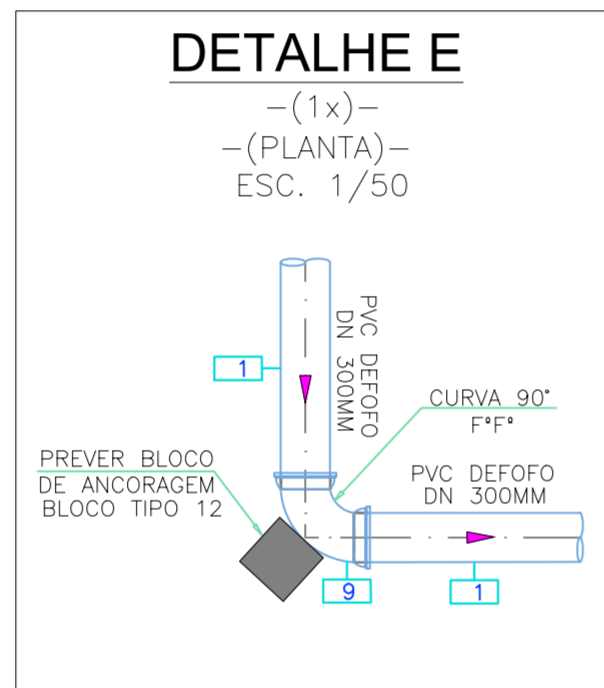 DETALHE E
-(1x)-
-(PLANTA)-
ESC. 1/50
PVC DEFOFO
DN 300MM
1
CURVA 90°
FºFº
PREVER BLOCO
DE ANCORAGEM
BLOCO TIPO 12
PVC DEFOFO
DN 300MM
9
1